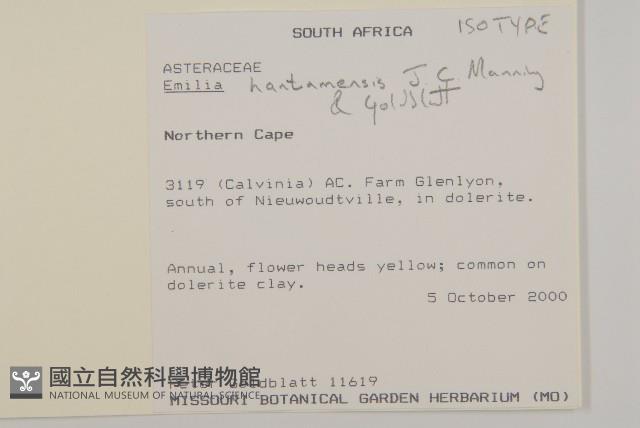 SOUTH AFRICA ISOTYPE
ASTERACEAE
Emilia hantamensis J. C. Manning
& Goldblatt
Northern Cape
3119 (Calvinia) AC. Farm Glenlyon,
south of Nieuwoudtville, in dolerite.
Annual, flower heads yellow; common on
dolerite clay.
5 October 2000
Peter Goldblatt 11619
MISSOURI BOTANICAL GARDEN HERBARIUM (MO)
國立自然科學博物館
NATIONAL MUSEUM OF NATURAL SCIENCE